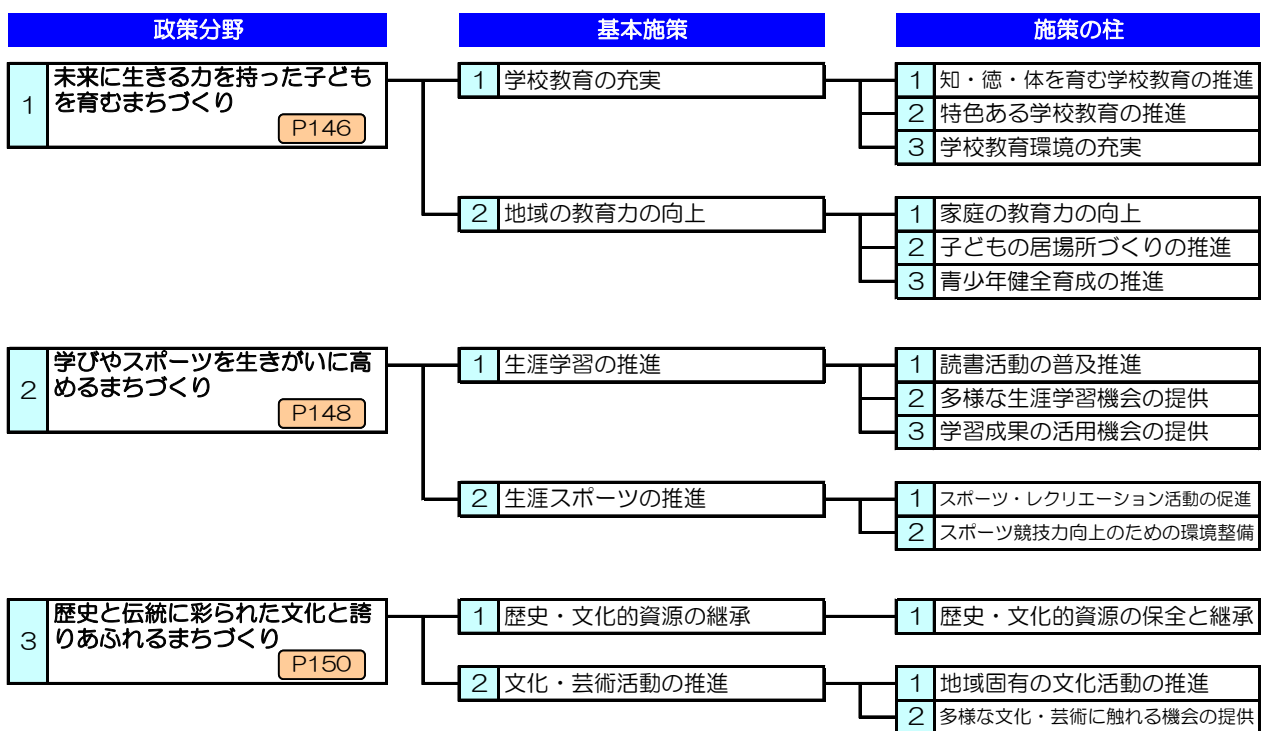 政策分野
基本施策
施策の柱
1
未来に生きる力を持った子ども
を育むまちづくり
P146
1 学校教育の充実
1 知・徳・体を育む学校教育の推進
2 特色ある学校教育の推進
3 学校教育環境の充実
2 地域の教育力の向上
1 家庭の教育力の向上
2 子どもの居場所づくりの推進
3 青少年健全育成の推進
2
学びやスポーツを生きがいに高
めるまちづくり
P148
1 生涯学習の推進
1 読書活動の普及推進
2 多様な生涯学習機会の提供
3 学習成果の活用機会の提供
2 生涯スポーツの推進
1 スポーツ・レクリエーション活動の促進
2 スポーツ競技力向上のための環境整備
3
歴史と伝統に彩られた文化と誇
りあふれるまちづくり
P150
1 歴史・文化的資源の継承
1 歴史・文化的資源の保全と継承
2 文化・芸術活動の推進
1 地域固有の文化活動の推進
2 多様な文化・芸術に触れる機会の提供